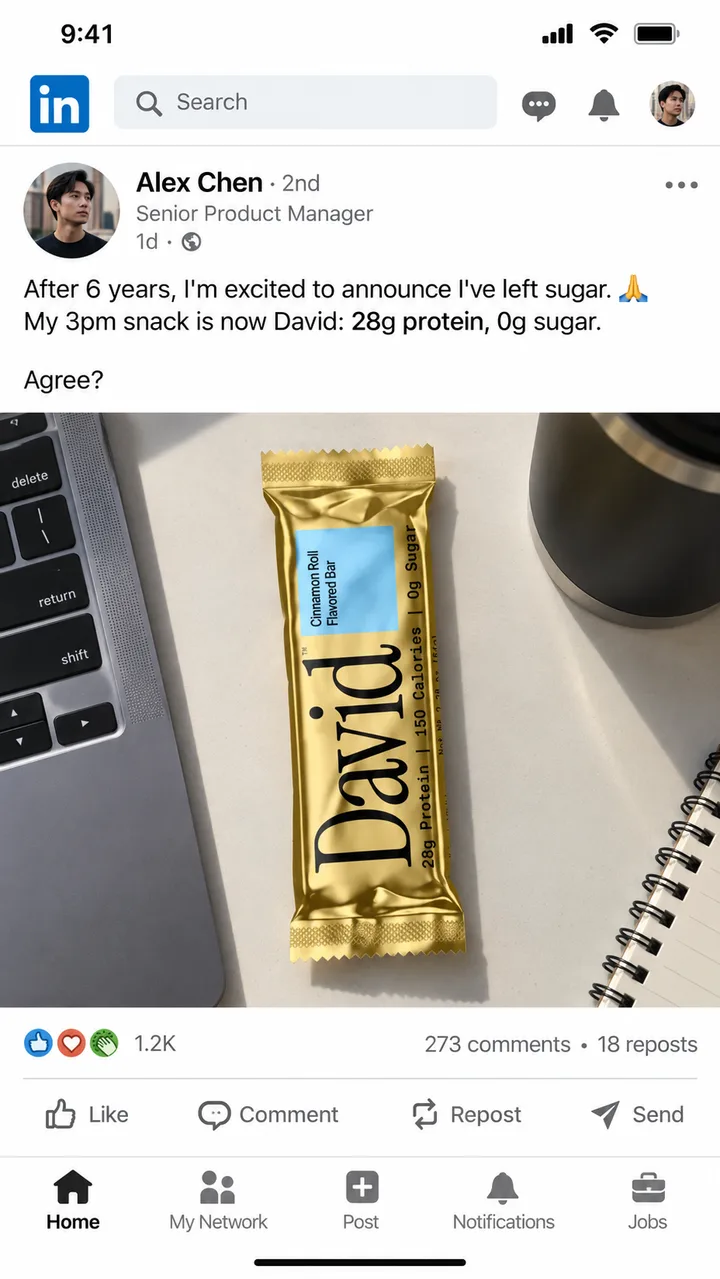 9:41
in
Search
Alex Chen · 2nd
Senior Product Manager
1d ·
After 6 years, I'm excited to announce I've left sugar. 🙏
My 3pm snack is now David: 28g protein, 0g sugar.
Agree?
delete
|
\
return
shift
Cinnamon Roll
Flavored Bar
David™
28g Protein | 150 Calories | 0g Sugar
1.2K
273 comments • 18 reposts
Like
Comment
Repost
Send
Home
My Network
Post
Notifications
Jobs